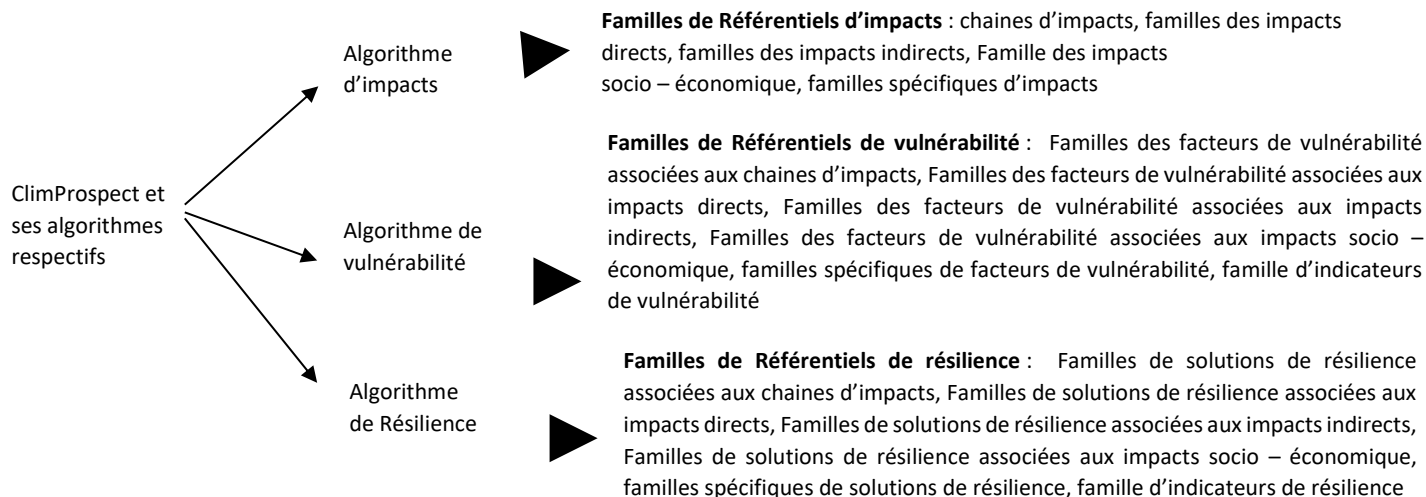 ClimProspect et
ses algorithmes
respectifs
Algorithme
d’impacts
Familles de Référentiels d’impacts : chaines d’impacts, familles des impacts
directs, familles des impacts indirects, Famille des impacts
socio – économique, familles spécifiques d’impacts
Algorithme de
vulnérabilité
Familles de Référentiels de vulnérabilité : Familles des facteurs de vulnérabilité
associées aux chaines d’impacts, Familles des facteurs de vulnérabilité associées aux
impacts directs, Familles des facteurs de vulnérabilité associées aux impacts
indirects, Familles des facteurs de vulnérabilité associées aux impacts socio –
économique, familles spécifiques de facteurs de vulnérabilité, famille d’indicateurs
de vulnérabilité
Algorithme
de Résilience
Familles de Référentiels de résilience : Familles de solutions de résilience
associées aux chaines d’impacts, Familles de solutions de résilience associées aux
impacts directs, Familles de solutions de résilience associées aux impacts indirects,
Familles de solutions de résilience associées aux impacts socio – économique,
familles spécifiques de solutions de résilience, famille d’indicateurs de résilience